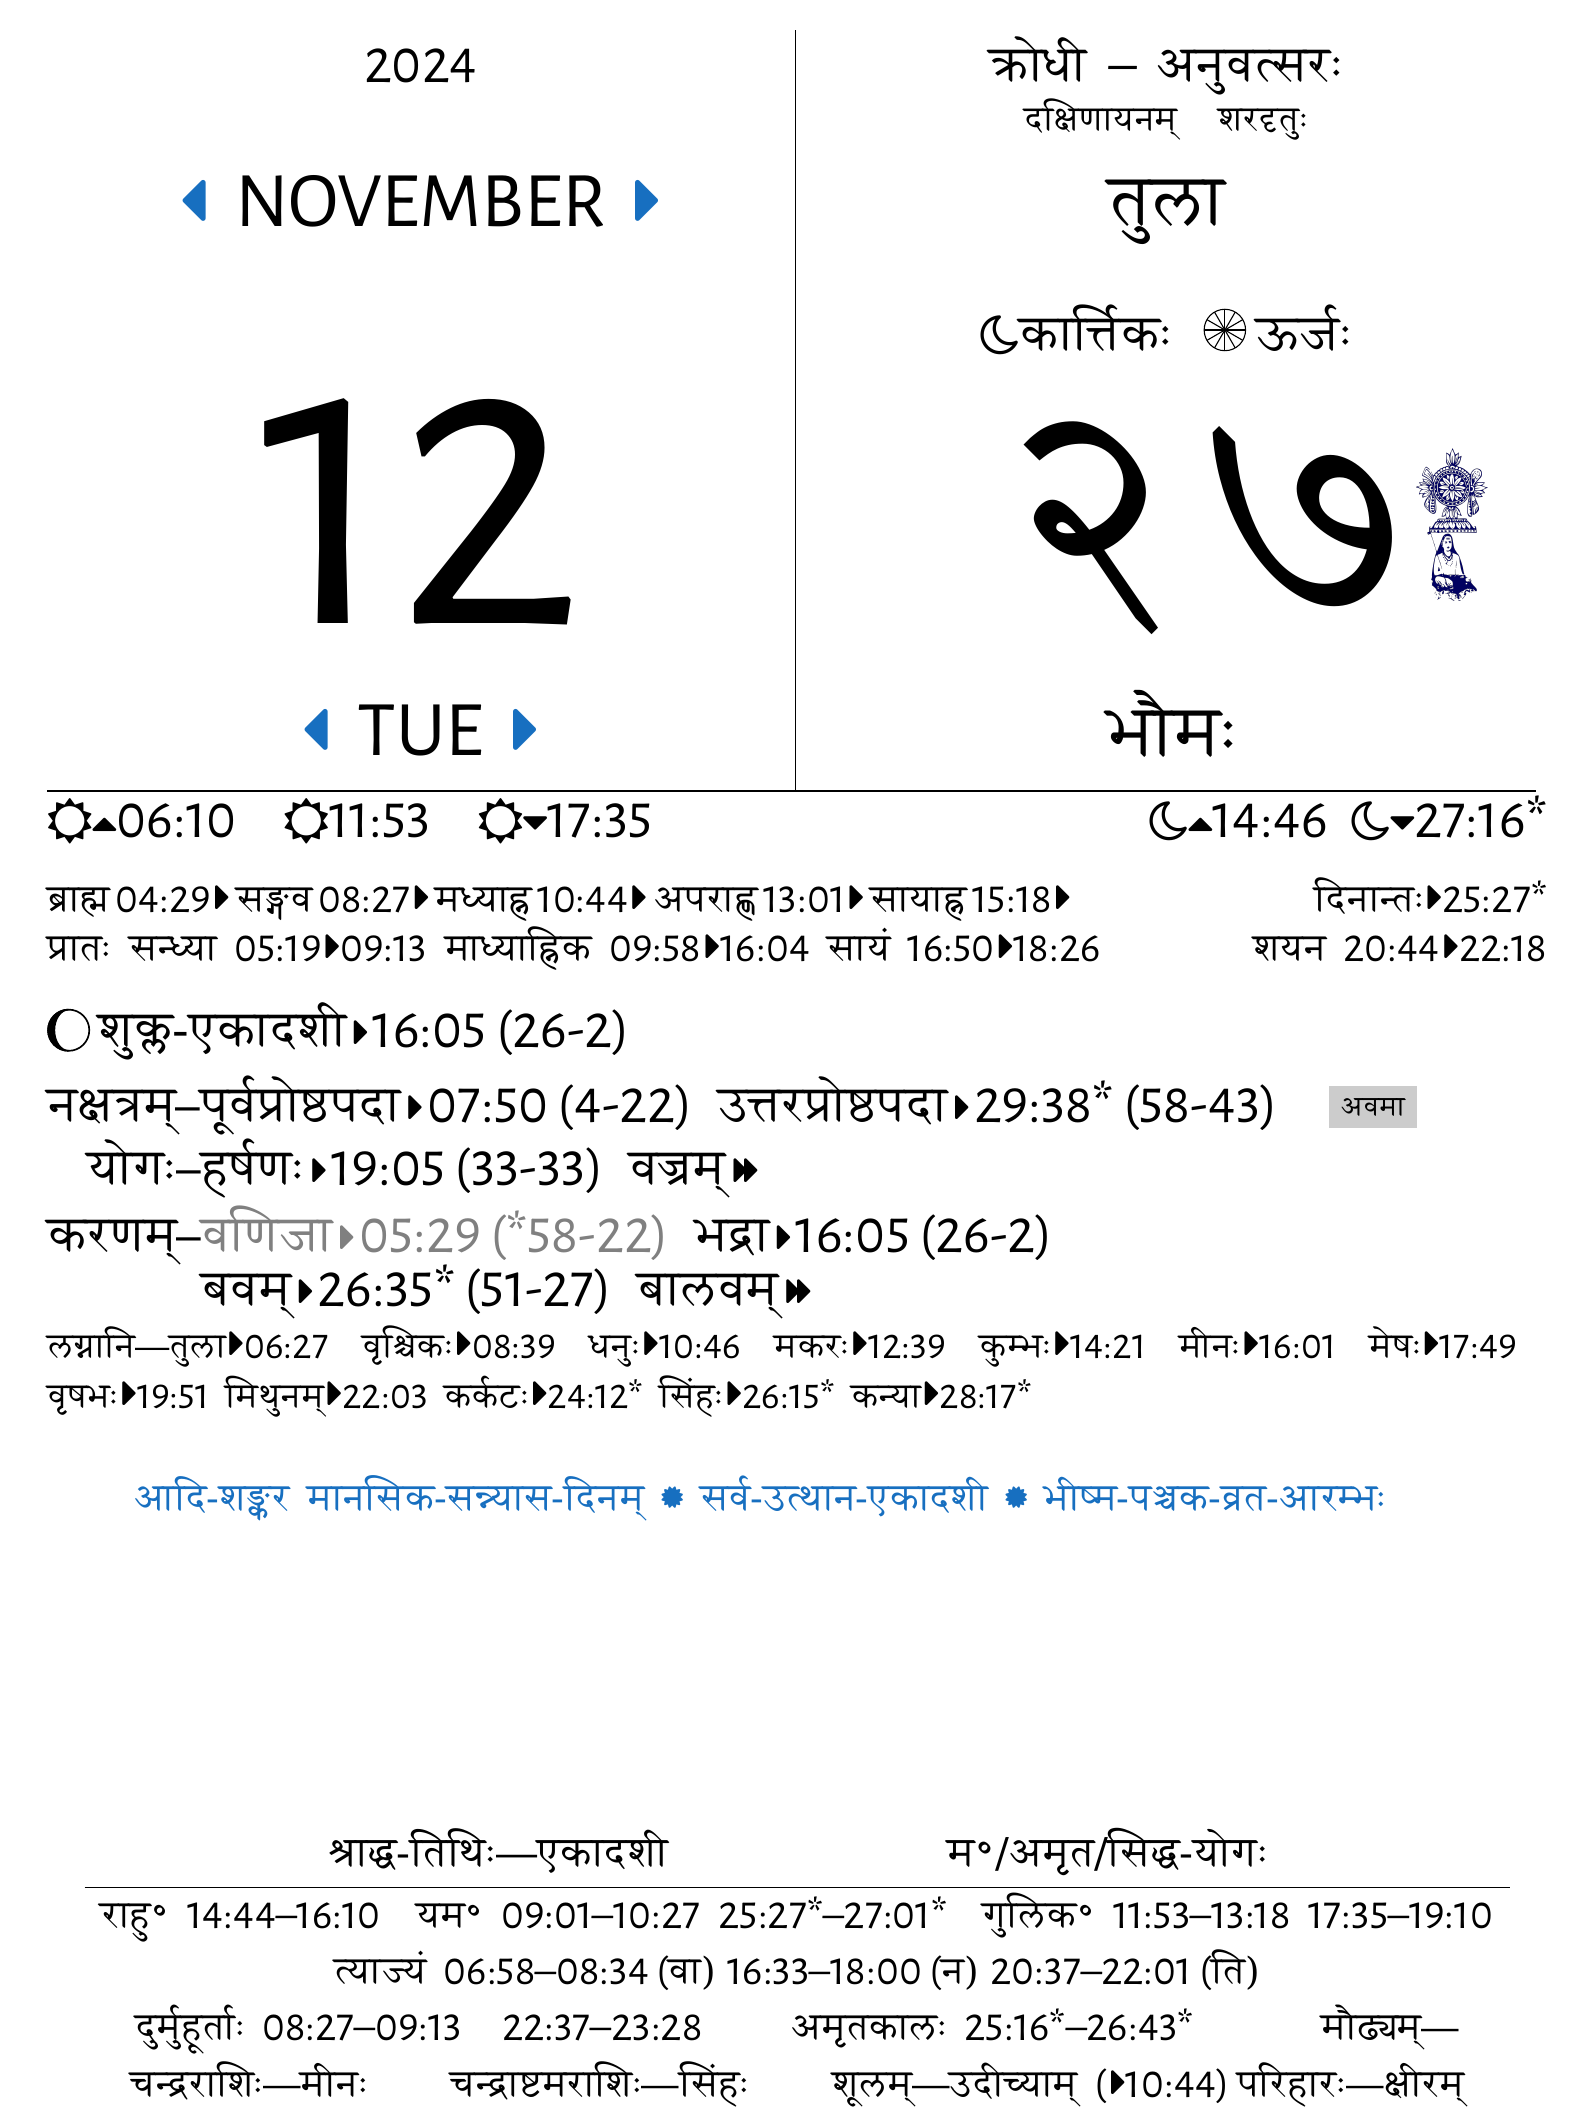 2024
NOVEMBER
12
TUE
क्रोधी – अनुवत्सरः
दक्षिणायनम् शरदृतुः
तुला
कार्त्तिकः ऊर्जः
२७
भौमः
06:10 11:53 17:35 14:46 27:16*
ब्राह्म 04:29 सङ्गव 08:27 मध्याह्न 10:44 अपराह्ण 13:01 सायाह्न 15:18 दिनान्तः 25:27*
प्रातः सन्ध्या 05:19 09:13 माध्याह्निक 09:58 16:04 सायं 16:50 18:26 शयन 20:44 22:18
शुक्ल-एकादशी 16:05 (26-2)
नक्षत्रम्–पूर्वप्रोष्ठपदा 07:50 (4-22) उत्तरप्रोष्ठपदा 29:38* (58-43) अवमा
योगः–हर्षणः 19:05 (33-33) वज्रम्
करणम्–वणिजा 05:29 (*58-22) भद्रा 16:05 (26-2)
बवम् 26:35* (51-27) बालवम्
लग्नानि—तुला 06:27 वृश्चिकः 08:39 धनुः 10:46 मकरः 12:39 कुम्भः 14:21 मीनः 16:01 मेषः 17:49
वृषभः 19:51 मिथुनम् 22:03 कर्कटः 24:12* सिंहः 26:15* कन्या 28:17*
आदि-शङ्कर मानसिक-सन्न्यास-दिनम् ✹ सर्व-उत्थान-एकादशी ✹ भीष्म-पञ्चक-व्रत-आरम्भः
श्राद्ध-तिथिः—एकादशी म॰/अमृत/सिद्ध-योगः
राहु॰ 14:44–16:10 यम॰ 09:01–10:27 25:27*–27:01* गुलिक॰ 11:53–13:18 17:35–19:10
त्याज्यं 06:58–08:34 (वा) 16:33–18:00 (न) 20:37–22:01 (ति)
दुर्मुहूर्ताः 08:27–09:13 22:37–23:28 अमृतकालः 25:16*–26:43* मौढ्यम्—
चन्द्रराशिः—मीनः चन्द्राष्टमराशिः—सिंहः शूलम्—उदीच्याम् (10:44) परिहारः—क्षीरम्